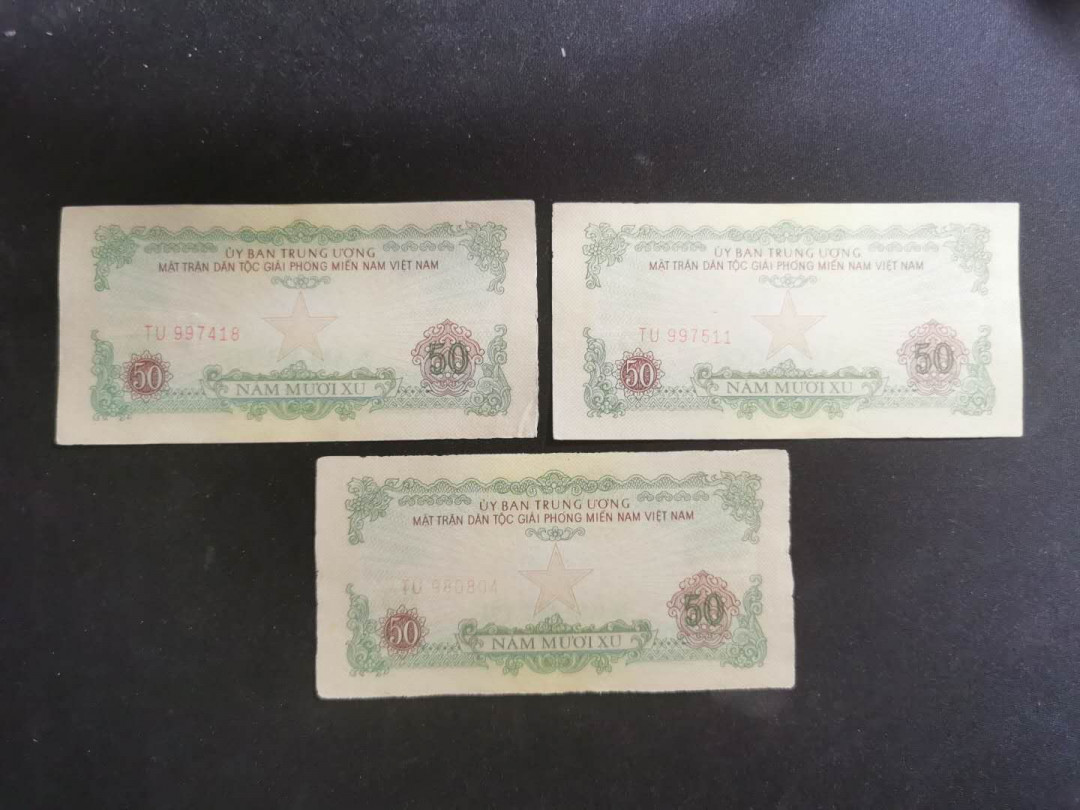 ỦY BAN TRUNG ƯƠNG
MẶT TRẬN DÂN TỘC GIẢI PHÓNG MIỀN NAM VIỆT NAM
TU 997418
50
50
NĂM MƯƠI XU
ỦY BAN TRUNG ƯƠNG
MẶT TRẬN DÂN TỘC GIẢI PHÓNG MIỀN NAM VIỆT NAM
TU 997511
50
50
NĂM MƯƠI XU
ỦY BAN TRUNG ƯƠNG
MẶT TRẬN DÂN TỘC GIẢI PHÓNG MIỀN NAM VIỆT NAM
TU 980804
50
50
NĂM MƯƠI XU